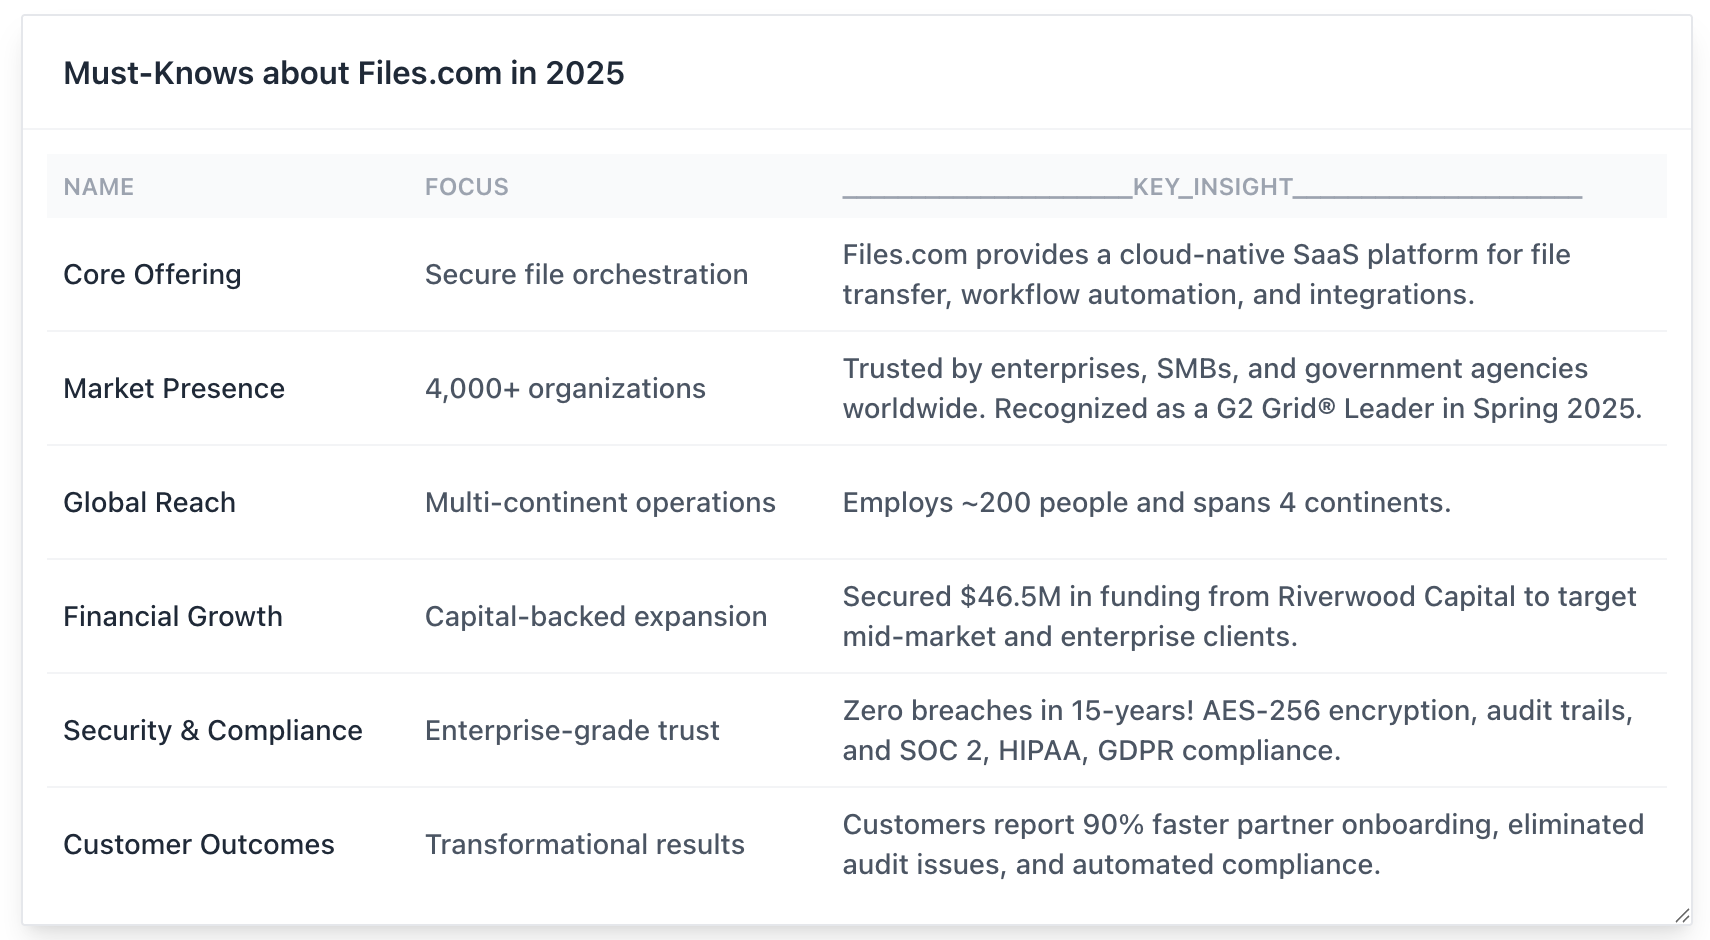 Must-Knows about Files.com in 2025
NAME FOCUS _____________________KEY_INSIGHT_____________________
Core Offering Secure file orchestration Files.com provides a cloud-native SaaS platform for file
transfer, workflow automation, and integrations.
Market Presence 4,000+ organizations Trusted by enterprises, SMBs, and government agencies
worldwide. Recognized as a G2 Grid® Leader in Spring 2025.
Global Reach Multi-continent operations Employs ~200 people and spans 4 continents.
Financial Growth Capital-backed expansion Secured $46.5M in funding from Riverwood Capital to target
mid-market and enterprise clients.
Security & Compliance Enterprise-grade trust Zero breaches in 15-years! AES-256 encryption, audit trails,
and SOC 2, HIPAA, GDPR compliance.
Customer Outcomes Transformational results Customers report 90% faster partner onboarding, eliminated
audit issues, and automated compliance.